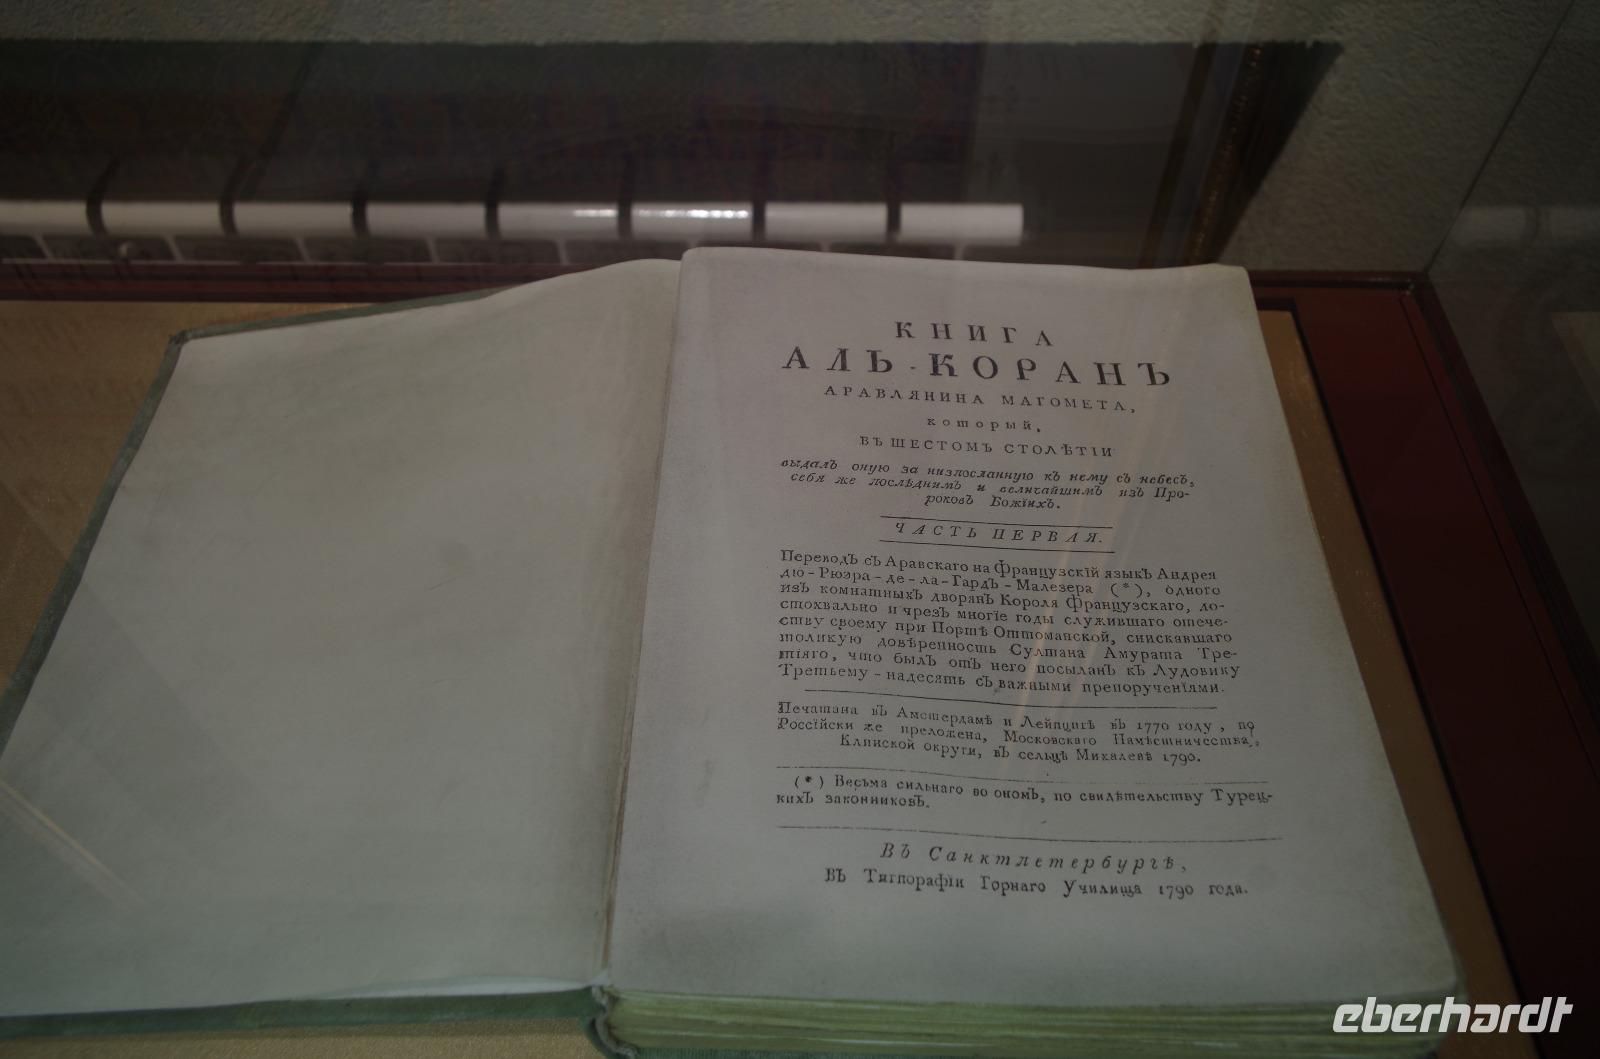 КНИГА
АЛЬ-КОРАНЪ
АРАВЛЯНИНА МАГОМЕТА,
который,
ВЪ ШЕСТОМЪ СТОЛѢТІИ
выдалъ оную за низпосланную къ нему съ небесъ,
себя же послѣднимъ и величайшимъ изъ Про-
роковъ Божіихъ.
ЧАСТЬ ПЕРВАЯ.
Переводъ съ Аравскаго на Французскій языкъ Андрея
дю-Рюэра-де-ла-Гардъ-Малезера (*), одного
изъ комнатныхъ дворянъ Короля Французскаго, до-
стохвально и чрезъ многіе годы служившаго отече-
ству своему при Портѣ Оттоманской, снискавшаго
толикую довѣренность Султана Амурата Тре-
тіяго, что былъ отъ него посыланъ къ Лудовику
Третьему-надесять съ важными препорученіями.
Печатана въ Амстердамѣ и Лейпцигѣ въ 1770 году, по
Россійски же преложена, Московскаго Намѣстничества,
Клинской округи, въ сельцѣ Михалевѣ 1790.
(*) Весьма сильнаго во ономъ, по свидѣтельству Турец-
кихъ законниковъ.
Въ Санктпетербургѣ,
въ Типографіи Горнаго Училища 1790 года.
eberhardt